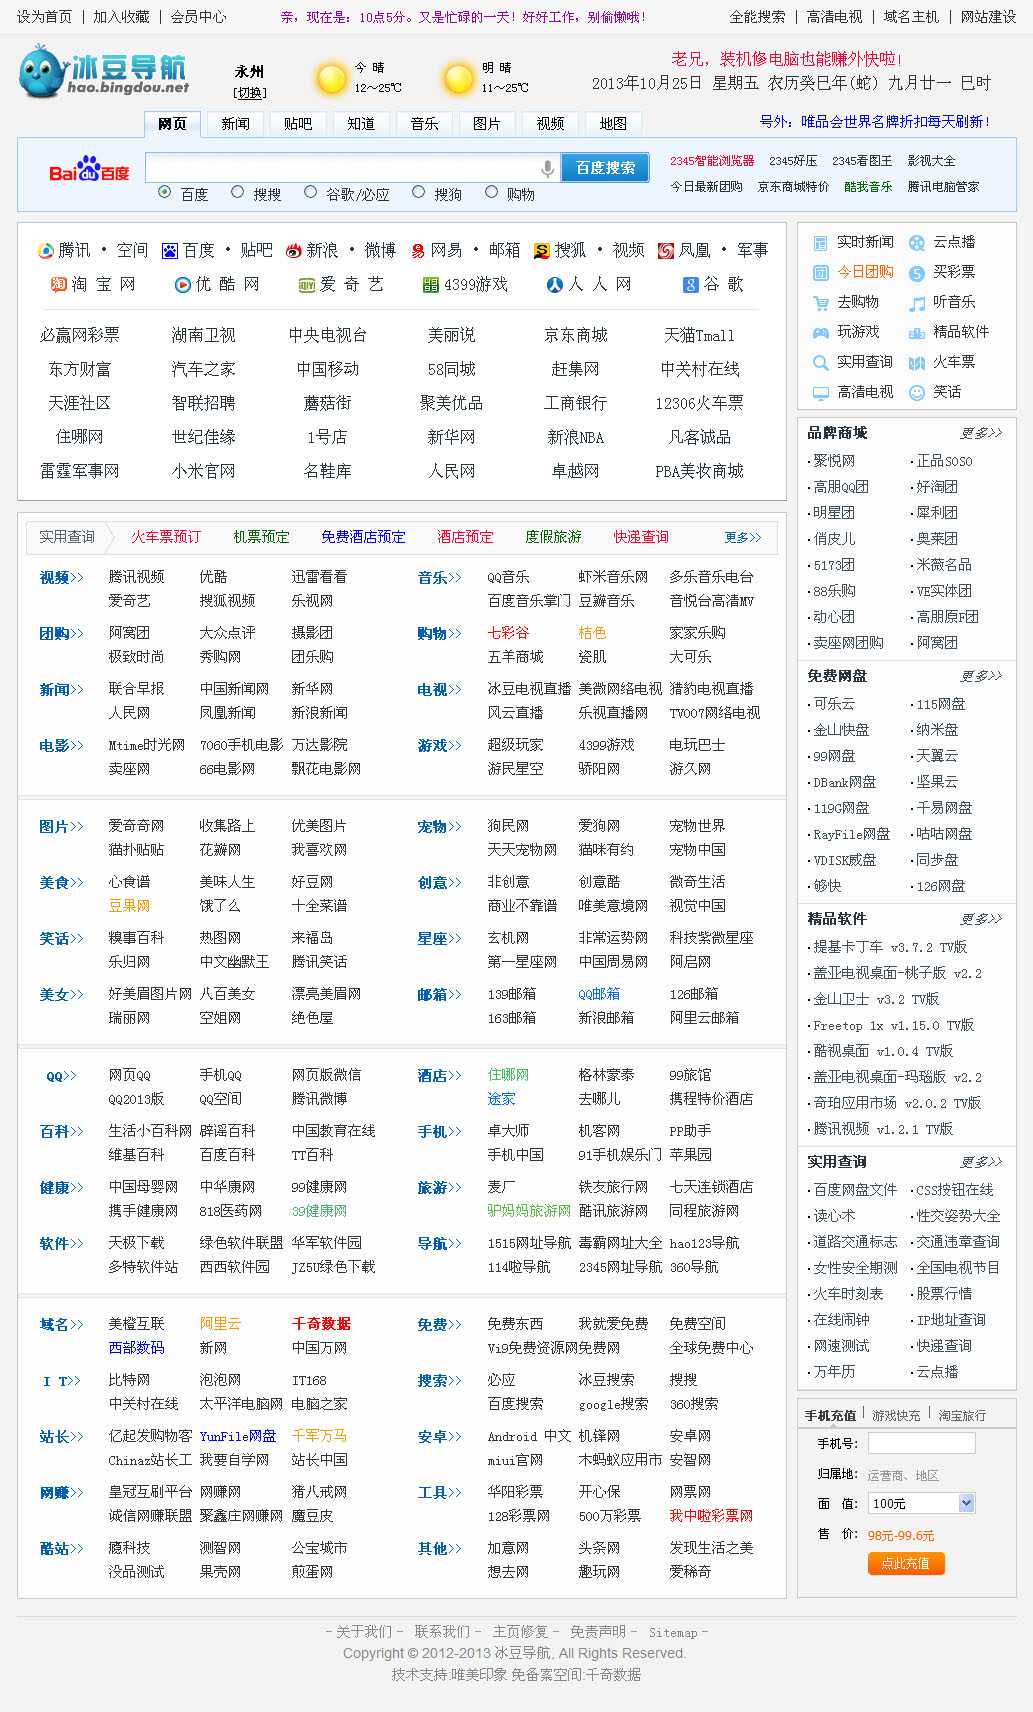 设为首页 | 加入收藏 | 会员中心 亲，现在是：10点5分。又是忙碌的一天！好好工作，别偷懒哦！ 全能搜索 | 高清电视 | 域名主机 | 网站建设
冰豆导航 hao.bingdou.net
永州 [切换] 今 晴 12～25℃ 明 晴 11～25℃
老兄，装机修电脑也能赚外快啦！
2013年10月25日 星期五 农历癸巳年(蛇) 九月廿一 巳时
网页 新闻 贴吧 知道 音乐 图片 视频 地图 号外：唯品会世界名牌折扣每天刷新！
Bai du 百度 百度搜索
2345智能浏览器 2345好压 2345看图王 影视大全
今日最新团购 京东商城特价 酷我音乐 腾讯电脑管家
百度 搜搜 谷歌/必应 搜狗 购物
腾讯 · 空间 百度 · 贴吧 新浪 · 微博 网易 · 邮箱 搜狐 · 视频 凤凰 · 军事
淘 宝 网 优 酷 网 爱 奇 艺 4399游戏 人 人 网 谷 歌
必赢网彩票 湖南卫视 中央电视台 美丽说 京东商城 天猫Tmall
东方财富 汽车之家 中国移动 58同城 赶集网 中关村在线
天涯社区 智联招聘 蘑菇街 聚美优品 工商银行 12306火车票
住哪网 世纪佳缘 1号店 新华网 新浪NBA 凡客诚品
雷霆军事网 小米官网 名鞋库 人民网 卓越网 PBA美妆商城
实用查询 火车票预订 机票预定 免费酒店预定 酒店预定 度假旅游 快递查询 更多>>
视频>> 腾讯视频 优酷 迅雷看看 音乐>> QQ音乐 虾米音乐网 多乐音乐电台
爱奇艺 搜狐视频 乐视网 百度音乐掌门 豆瓣音乐 音悦台高清MV
团购>> 阿窝团 大众点评 摄影团 购物>> 七彩谷 桔色 家家乐购
极致时尚 秀购网 团乐购 五羊商城 瓷肌 大可乐
新闻>> 联合早报 中国新闻网 新华网 电视>> 冰豆电视直播 美微网络电视 猎豹电视直播
人民网 凤凰新闻 新浪新闻 风云直播 乐视直播网 TV007网络电视
电影>> Mtime时光网 7060手机电影 万达影院 游戏>> 超级玩家 4399游戏 电玩巴士
卖座网 66电影网 飘花电影网 游民星空 骄阳网 游久网
图片>> 爱奇奇网 收集路上 优美图片 宠物>> 狗民网 爱狗网 宠物世界
猫扑贴贴 花瓣网 我喜欢网 天天宠物网 猫咪有约 宠物中国
美食>> 心食谱 美味人生 好豆网 创意>> 非创意 创意酷 微奇生活
豆果网 饿了么 十全菜谱 商业不靠谱 唯美意境网 视觉中国
笑话>> 糗事百科 热图网 来福岛 星座>> 玄机网 非常运势网 科技紫微星座
乐归网 中文幽默王 腾讯笑话 第一星座网 中国周易网 阿启网
美女>> 好美眉图片网 八百美女 漂亮美眉网 邮箱>> 139邮箱 QQ邮箱 126邮箱
瑞丽网 空姐网 绝色屋 163邮箱 新浪邮箱 阿里云邮箱
QQ>> 网页QQ 手机QQ 网页版微信 酒店>> 住哪网 格林豪泰 99旅馆
QQ2013版 QQ空间 腾讯微博 途家 去哪儿 携程特价酒店
百科>> 生活小百科网 辟谣百科 中国教育在线 手机>> 卓大师 机客网 PP助手
维基百科 百度百科 TT百科 手机中国 91手机娱乐门 苹果园
健康>> 中国母婴网 中华康网 99健康网 旅游>> 麦厂 铁友旅行网 七天连锁酒店
携手健康网 818医药网 39健康网 驴妈妈旅游网 酷讯旅游网 同程旅游网
软件>> 天极下载 绿色软件联盟 华军软件园 导航>> 1515网址导航 毒霸网址大全 hao123导航
多特软件站 西西软件园 JZ5U绿色下载 114啦导航 2345网址导航 360导航
域名>> 美橙互联 阿里云 千奇数据 免费>> 免费东西 我就爱免费 免费空间
西部数码 新网 中国万网 Vi9免费资源网 免费网 全球免费中心
I T>> 比特网 泡泡网 IT168 搜索>> 必应 冰豆搜索 搜搜
中关村在线 太平洋电脑网 电脑之家 百度搜索 google搜索 360搜索
站长>> 亿起发购物客 YunFile网盘 千军万马 安卓>> Android 中文 机锋网 安卓网
Chinaz站长工 我要自学网 站长中国 miui官网 木蚂蚁应用市 安智网
网赚>> 皇冠互刷平台 网赚网 猪八戒网 工具>> 华阳彩票 开心保 网票网
诚信网赚联盟 聚鑫庄网赚网 魔豆皮 128彩票网 500万彩票 我中啦彩票网
酷站>> 瘾科技 测智网 公宝城市 其他>> 加意网 头条网 发现生活之美
没品测试 果壳网 煎蛋网 想去网 趣玩网 爱稀奇
实时新闻 云点播
今日团购 买彩票
去购物 听音乐
玩游戏 精品软件
实用查询 火车票
高清电视 笑话
品牌商城 更多>>
·聚悦网 ·正品SOSO
·高朋QQ团 ·好淘团
·明星团 ·犀利团
·俏皮儿 ·奥莱团
·5173团 ·米薇名品
·88乐购 ·VE实体团
·动心团 ·高朋原F团
·卖座网团购 ·阿窝团
免费网盘 更多>>
·可乐云 ·115网盘
·金山快盘 ·纳米盘
·99网盘 ·天翼云
·DBank网盘 ·坚果云
·119G网盘 ·千易网盘
·RayFile网盘 ·咕咕网盘
·VDISK威盘 ·同步盘
·够快 ·126网盘
精品软件 更多>>
·提基卡丁车 v3.7.2 TV版
·盖亚电视桌面-桃子版 v2.2
·金山卫士 v3.2 TV版
·Freetop lx v1.15.0 TV版
·酷视桌面 v1.0.4 TV版
·盖亚电视桌面-玛瑙版 v2.2
·奇珀应用市场 v2.0.2 TV版
·腾讯视频 v1.2.1 TV版
实用查询 更多>>
·百度网盘文件 ·CSS按钮在线
·读心术 ·性交姿势大全
·道路交通标志 ·交通违章查询
·女性安全期测 ·全国电视节目
·火车时刻表 ·股票行情
·在线闹钟 ·IP地址查询
·网速测试 ·快递查询
·万年历 ·云点播
手机充值 | 游戏快充 | 淘宝旅行
手机号:
归属地: 运营商、地区
面 值: 100元
售 价: 98元-99.6元
点此充值
- 关于我们 - 联系我们 - 主页修复 - 免责声明 - Sitemap -
Copyright © 2012-2013 冰豆导航, All Rights Reserved.
技术支持:唯美印象 免备案空间:千奇数据